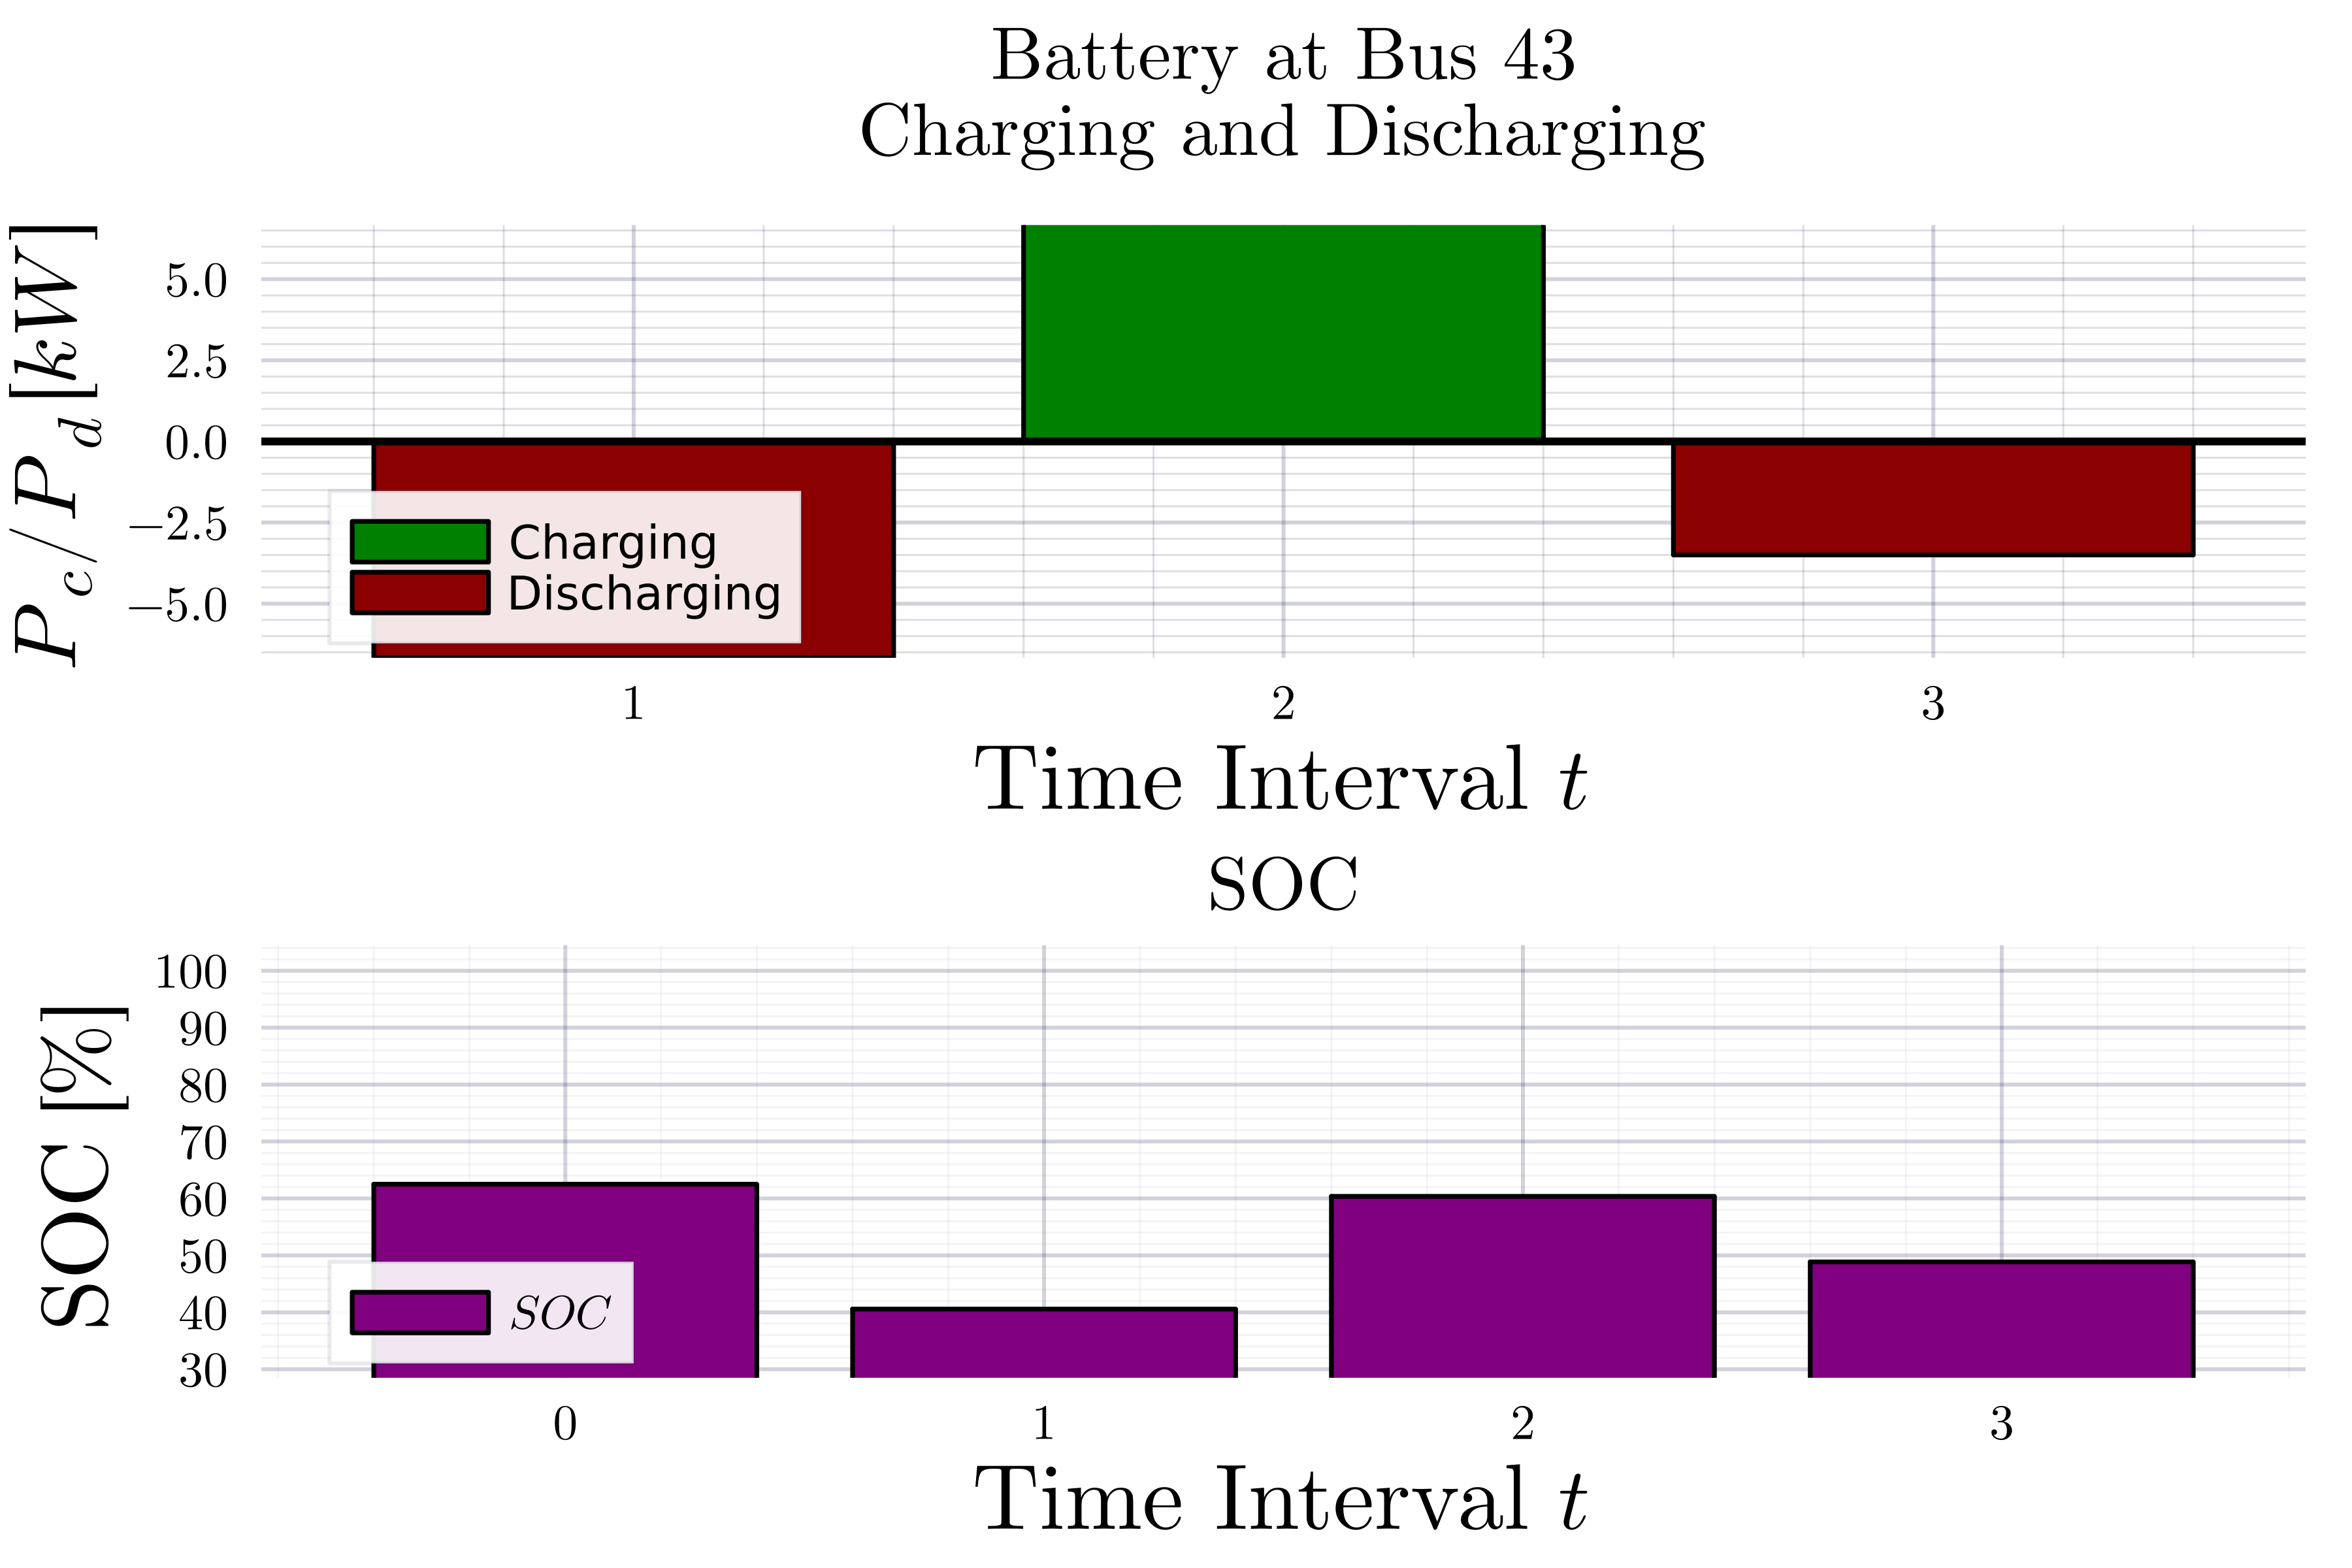 Battery at Bus 43
Charging and Discharging
P_c/P_d [kW]
5.0
2.5
0.0
−2.5
−5.0
Charging
Discharging
1 2 3
Time Interval t
SOC
SOC [%]
100
90
80
70
60
50
40
30
SOC
0 1 2 3
Time Interval t